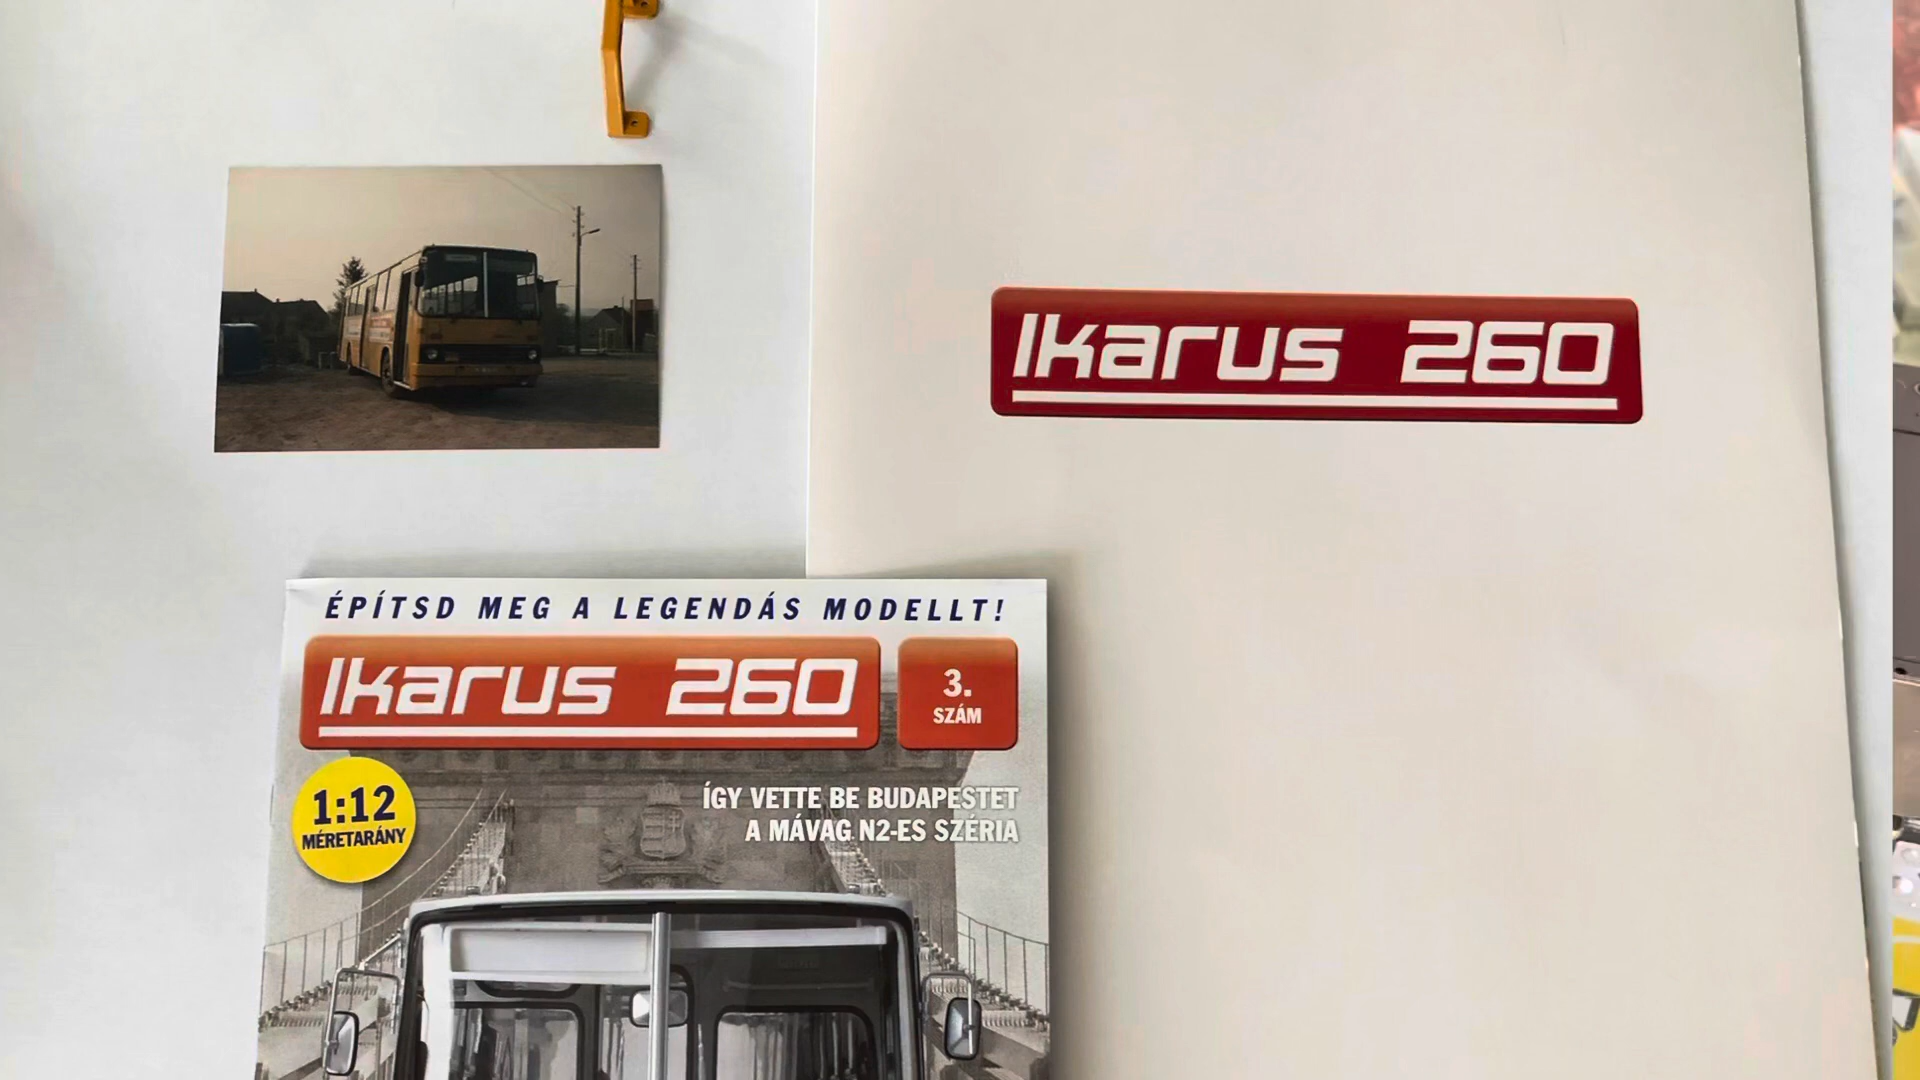 Ikarus 260
ÉPÍTSD MEG A LEGENDÁS MODELLT!
Ikarus 260
3.
SZÁM
1:12
MÉRETARÁNY
ÍGY VETTE BE BUDAPESTET
A MÁVAG N2-ES SZÉRIA